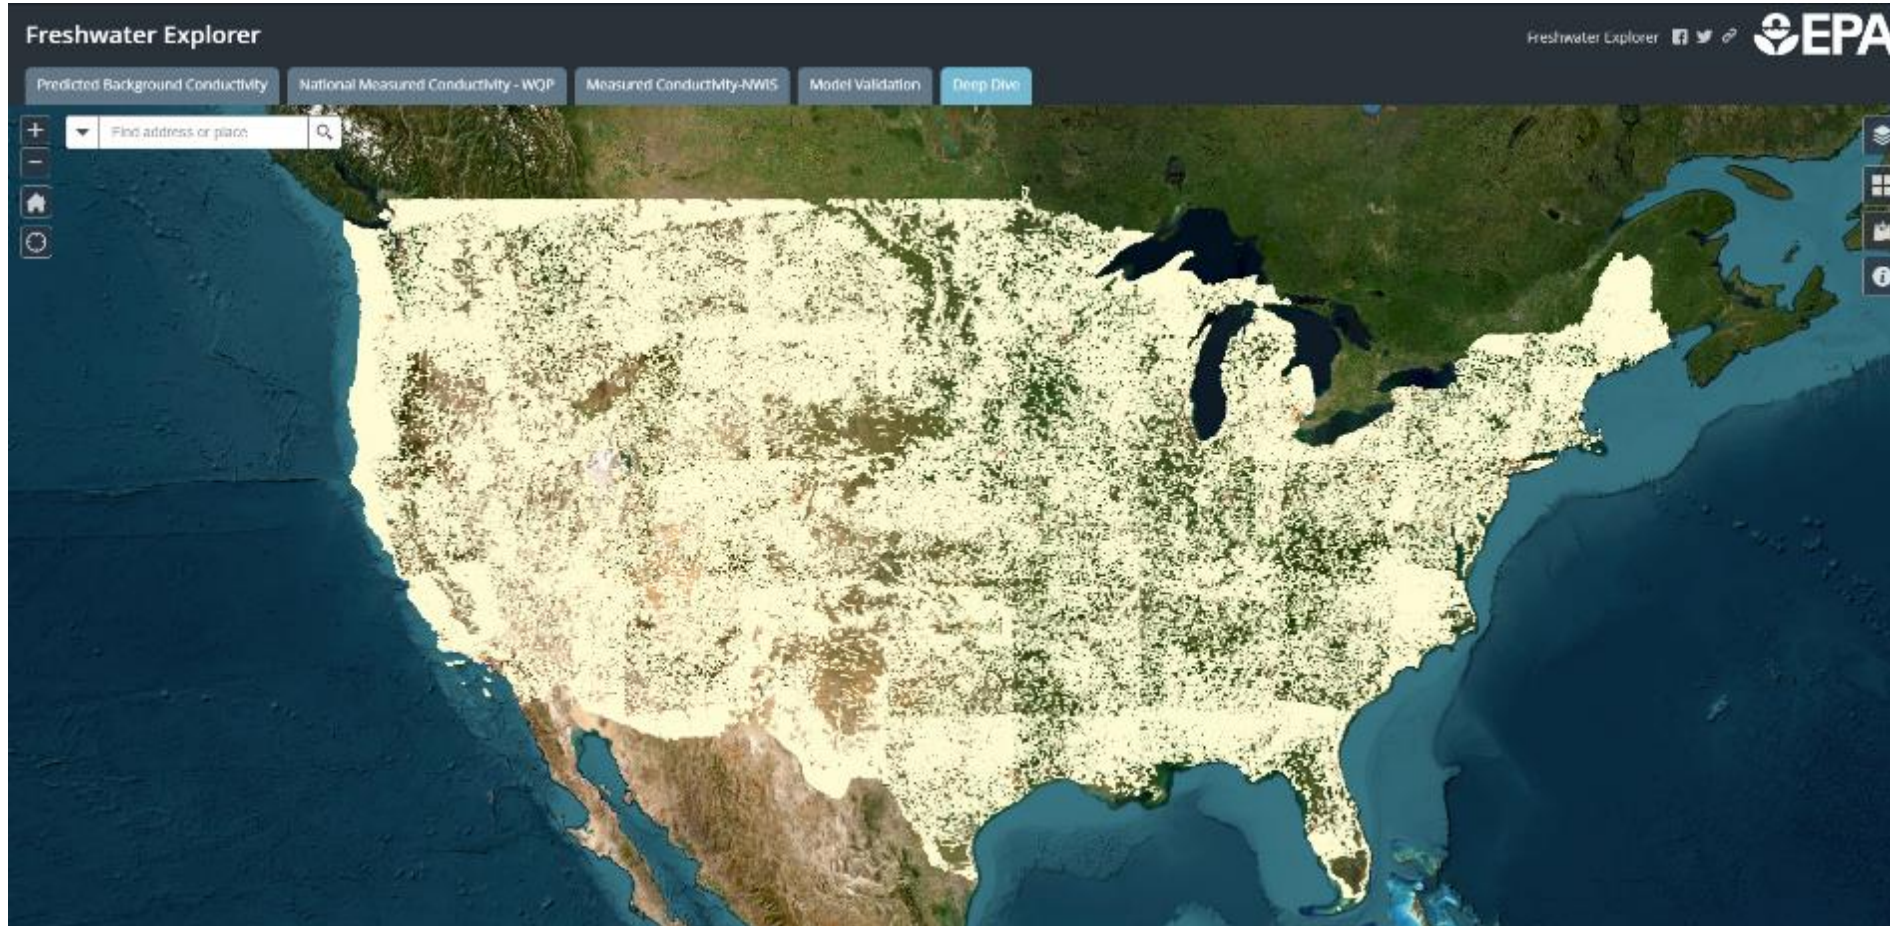 Freshwater Explorer
Freshwater Explorer
EPA
Predicted Background Conductivity
National Measured Conductivity - WQP
Measured Conductivity-NWIS
Model Validation
Deep Dive
Find address or place